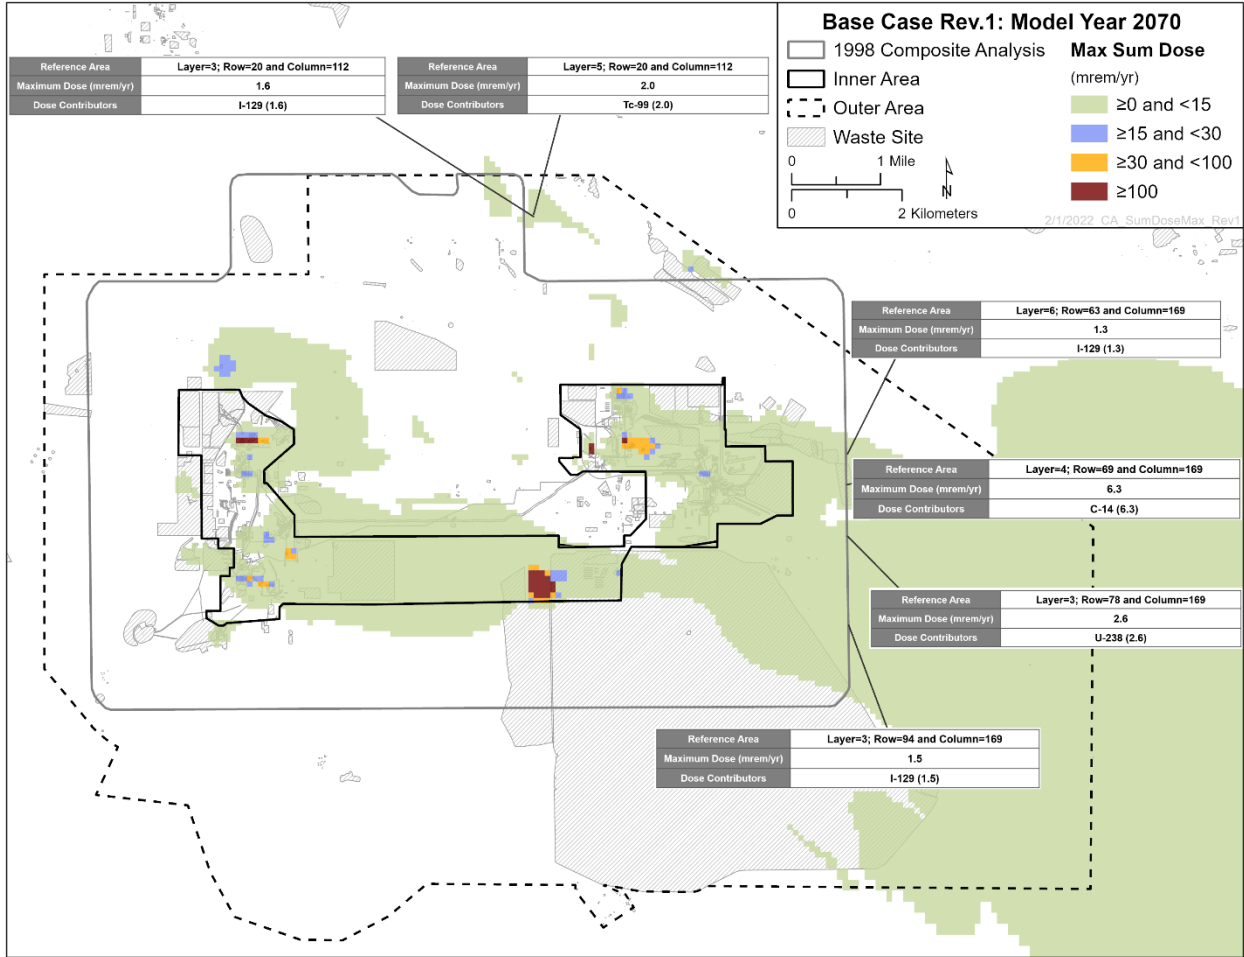 Base Case Rev.1: Model Year 2070
1998 Composite Analysis
Inner Area
Outer Area
Waste Site
0 1 Mile
0 2 Kilometers
N
Max Sum Dose
(mrem/yr)
≥0 and <15
≥15 and <30
≥30 and <100
≥100
2/1/2022 CA_SumDoseMax_Rev1
Reference Area Layer=3; Row=20 and Column=112
Maximum Dose (mrem/yr) 1.6
Dose Contributors I-129 (1.6)
Reference Area Layer=5; Row=20 and Column=112
Maximum Dose (mrem/yr) 2.0
Dose Contributors Tc-99 (2.0)
Reference Area Layer=6; Row=63 and Column=169
Maximum Dose (mrem/yr) 1.3
Dose Contributors I-129 (1.3)
Reference Area Layer=4; Row=69 and Column=169
Maximum Dose (mrem/yr) 6.3
Dose Contributors C-14 (6.3)
Reference Area Layer=3; Row=78 and Column=169
Maximum Dose (mrem/yr) 2.6
Dose Contributors U-238 (2.6)
Reference Area Layer=3; Row=94 and Column=169
Maximum Dose (mrem/yr) 1.5
Dose Contributors I-129 (1.5)